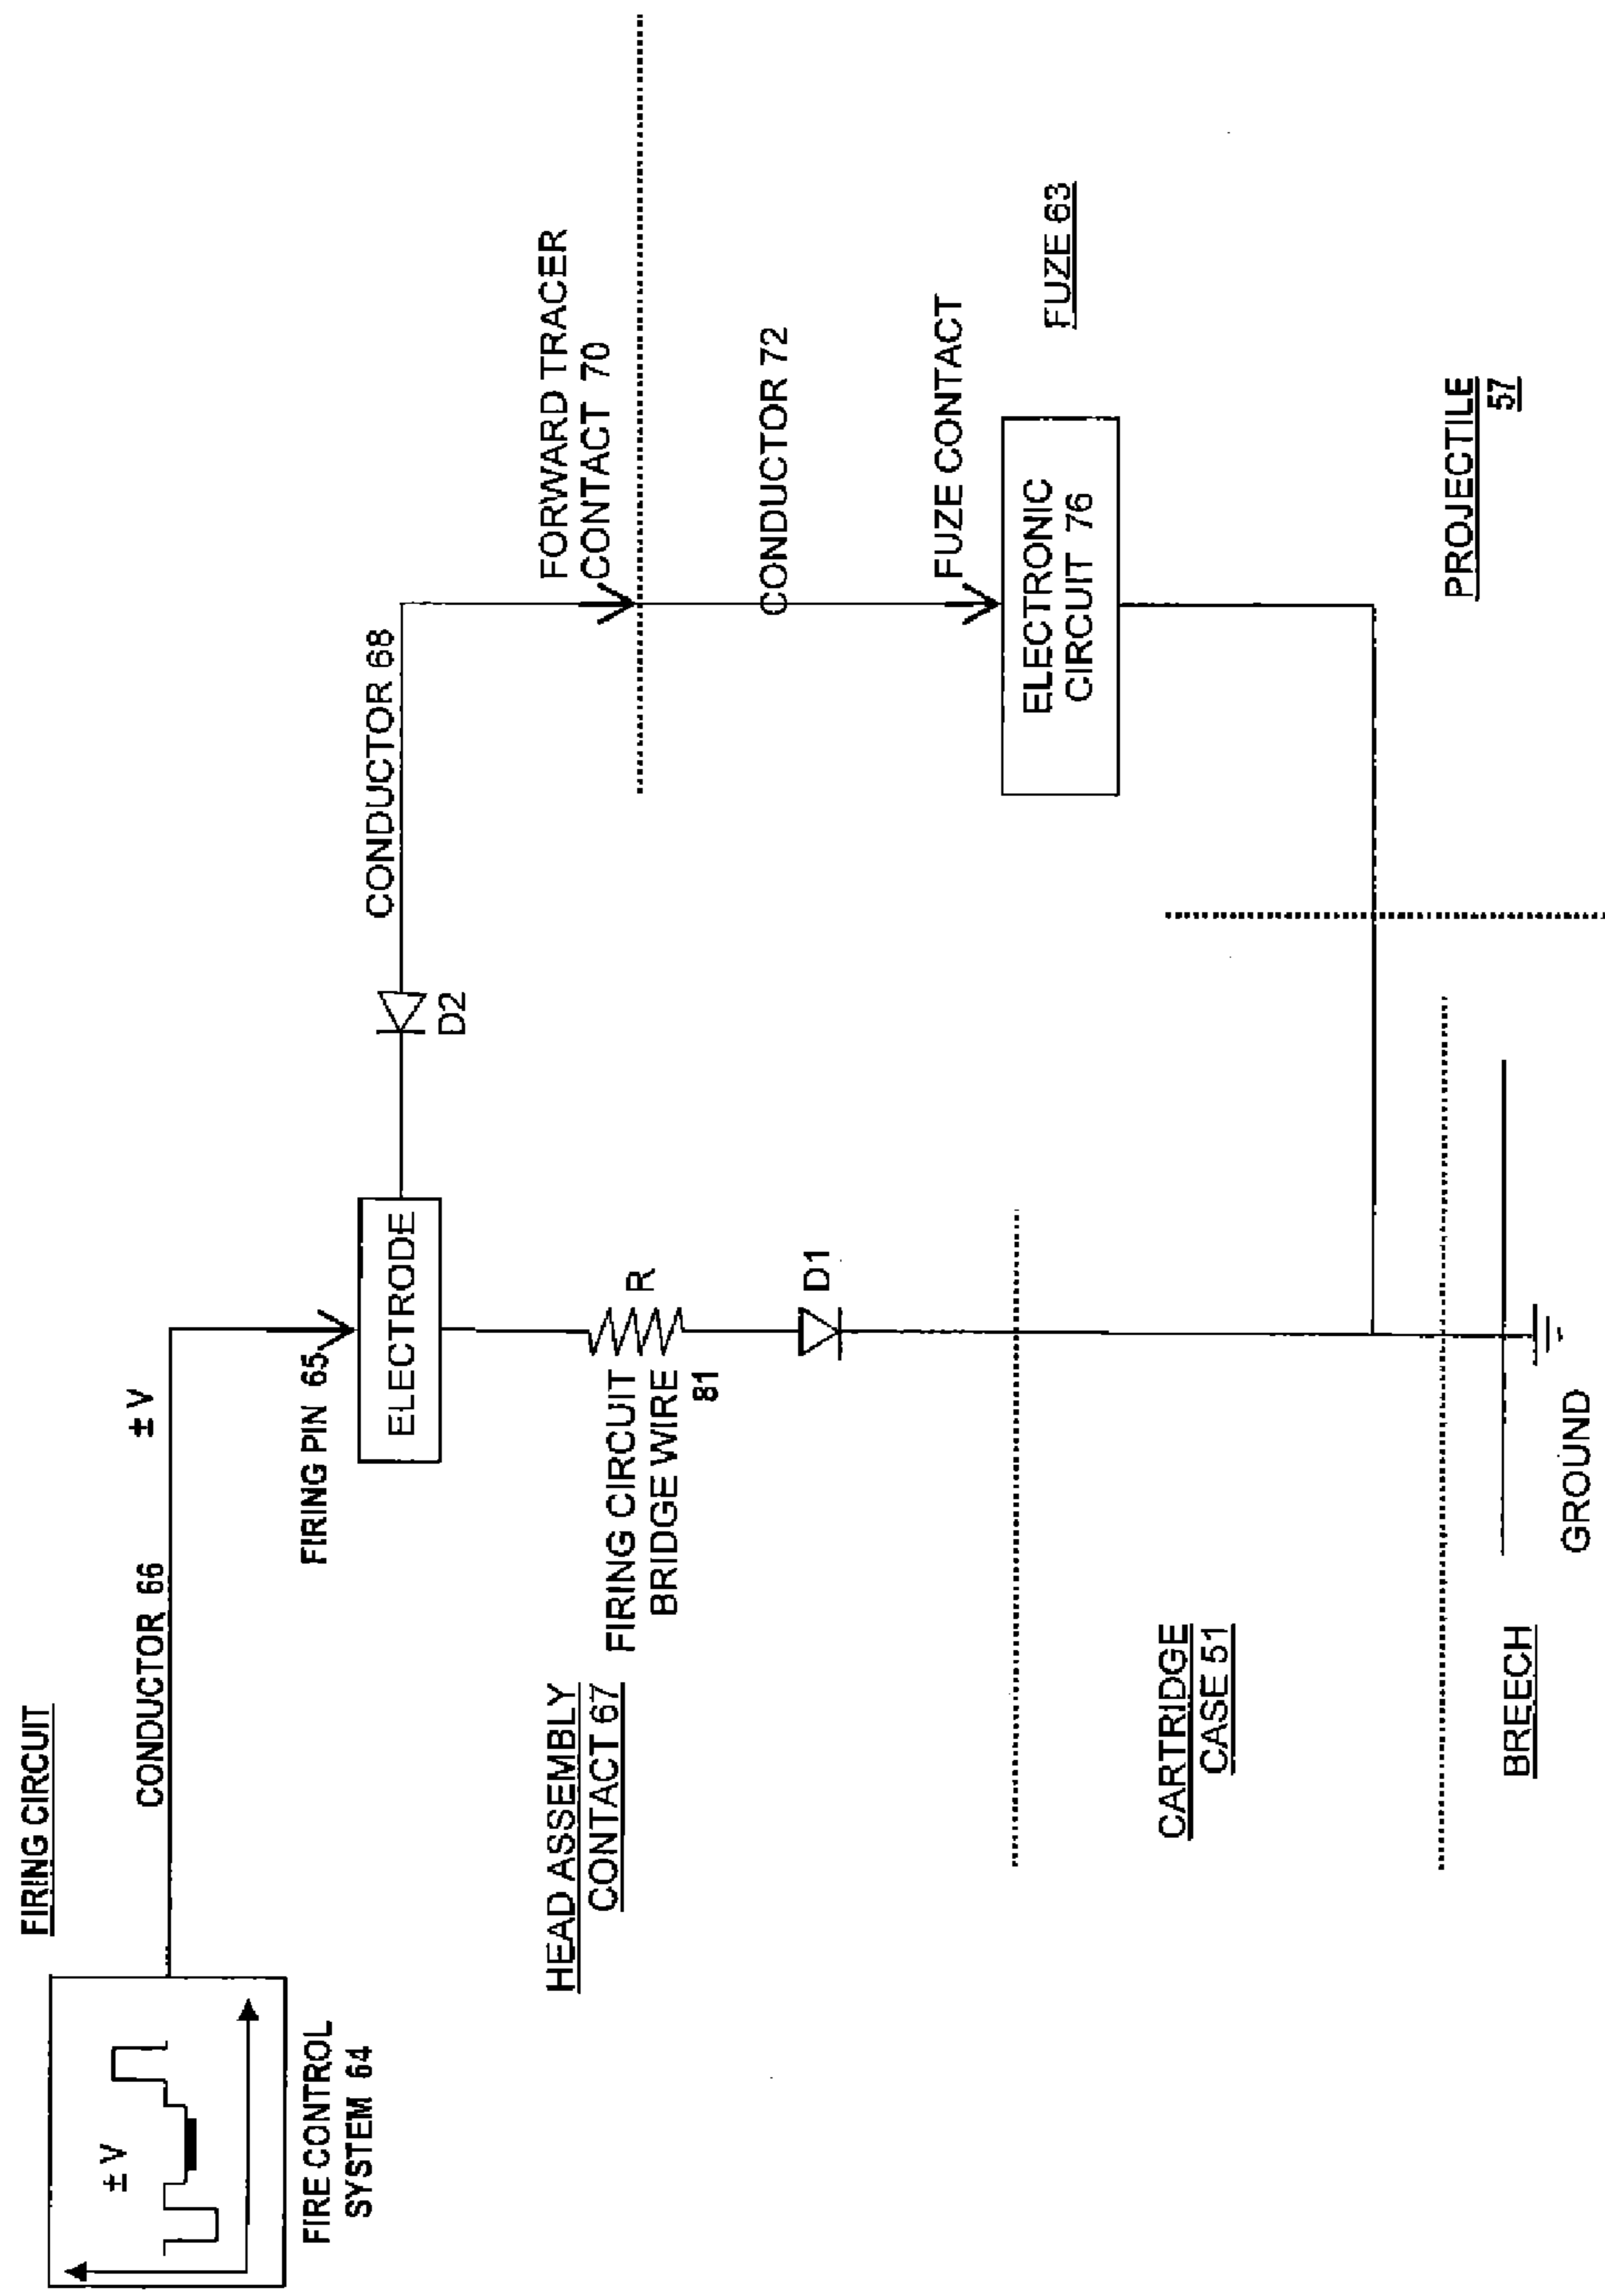 FIRING CIRCUIT
± V
FIRE CONTROL
SYSTEM 64
CONDUCTOR 66
± V
FIRING PIN 65
ELECTRODE
D2
CONDUCTOR 68
FORWARD TRACER
CONTACT 70
HEAD ASSEMBLY
CONTACT 67
FIRING CIRCUIT
BRIDGE WIRE
81
R
D1
CONDUCTOR 72
FUZE CONTACT
ELECTRONIC
CIRCUIT 76
FUZE 63
CARTRIDGE
CASE 51
PROJECTILE
57
BREECH
GROUND